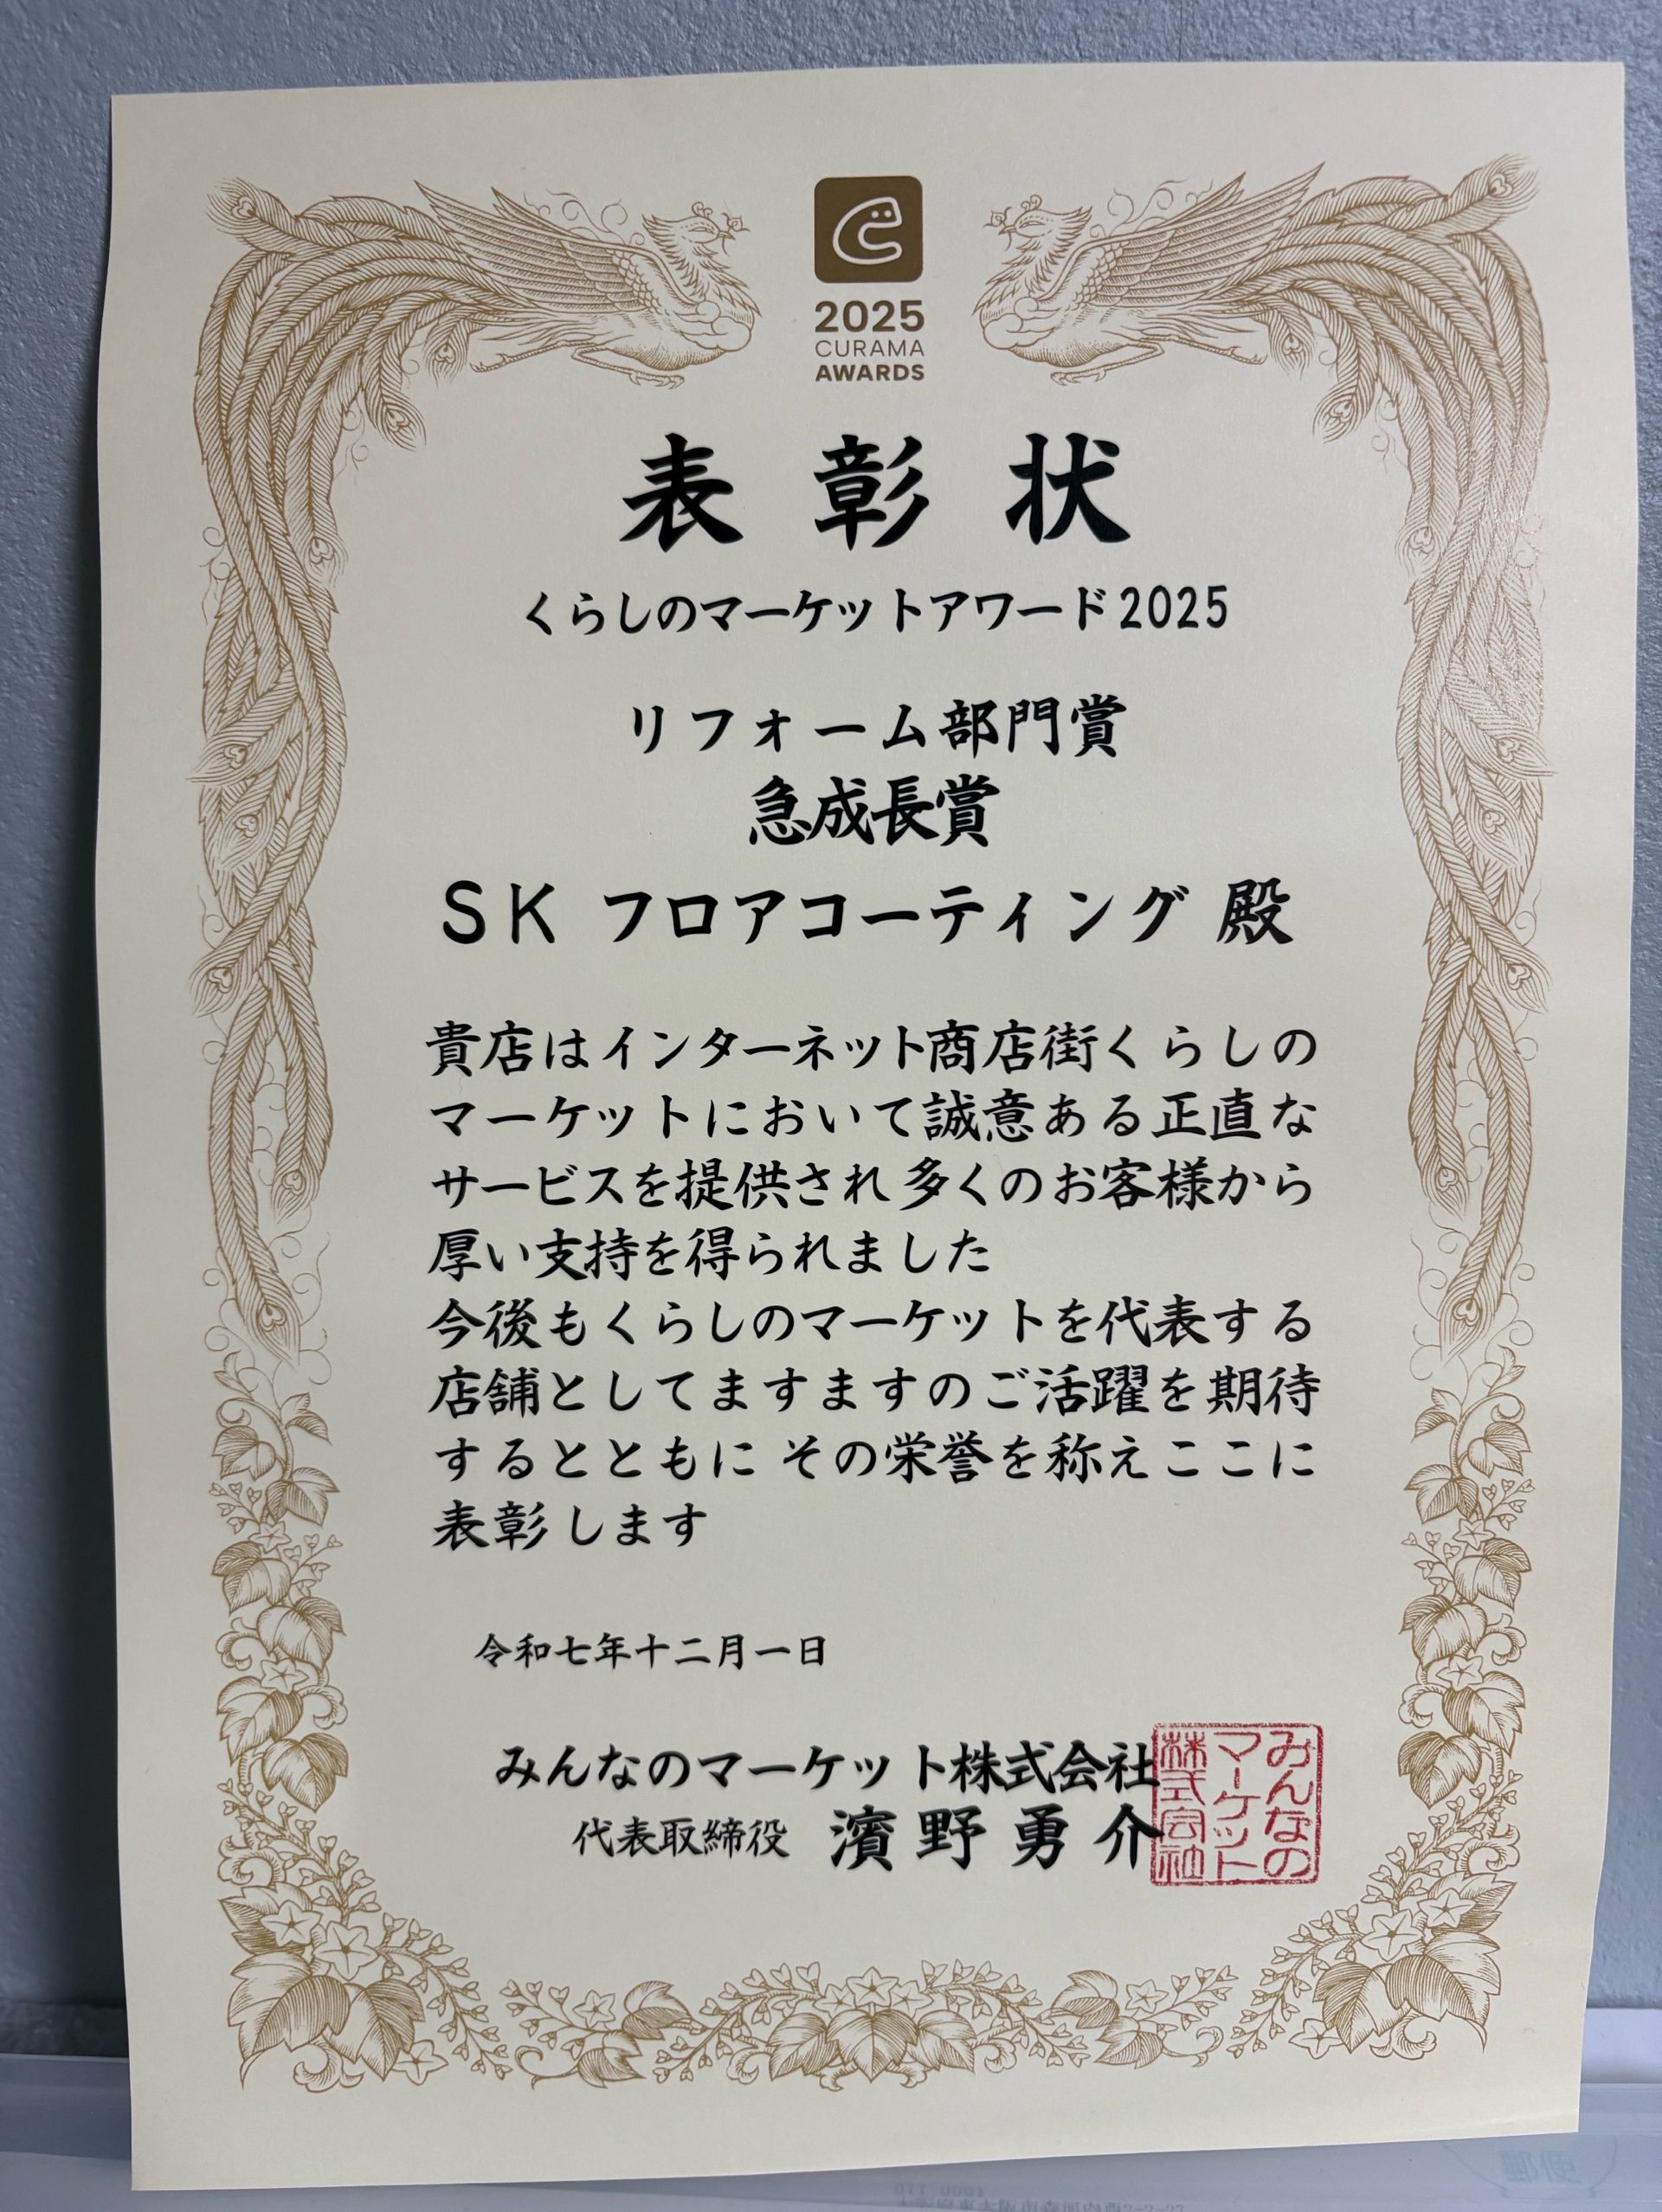 2025
CURAMA
AWARDS
表彰状
くらしのマーケットアワード2025
リフォーム部門賞
急成長賞
SK フロアコーティング 殿
貴店はインターネット商店街くらしの
マーケットにおいて誠意ある正直な
サービスを提供され多くのお客様から
厚い支持を得られました
今後もくらしのマーケットを代表する
店舗としてますますのご活躍を期待
するとともに その栄誉を称えここに
表彰します
令和七年十二月一日
みんなのマーケット株式会社
代表取締役 濱野勇介
みんなの
マーケット
株式会社